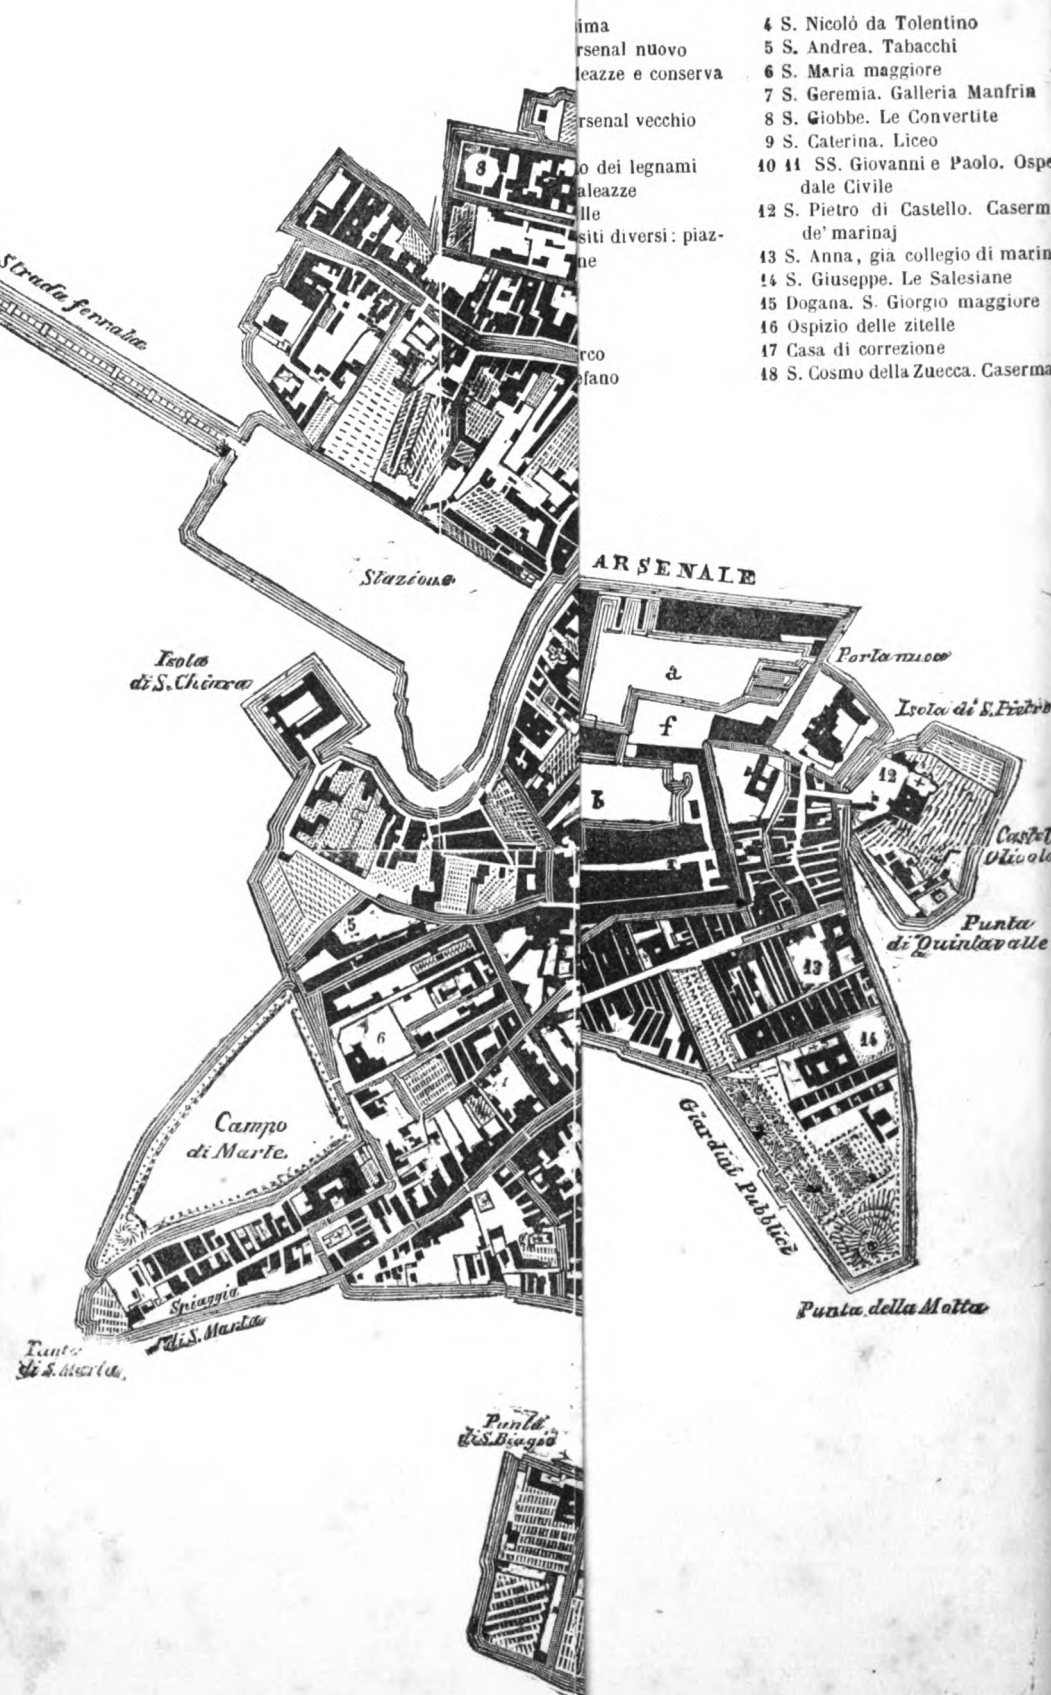 rsenal nuovo
leazze e conserva
rsenal vecchio
o dei legnami
aleazze
lle
siti diversi: piaz-
ne
rco
efano
4 S. Nicolò da Tolentino
5 S. Andrea. Tabacchi
6 S. Maria maggiore
7 S. Geremia. Galleria Manfrin
8 S. Giobbe. Le Convertite
9 S. Caterina. Liceo
10 11 SS. Giovanni e Paolo. Ospe
dale Civile
12 S. Pietro di Castello. Caserm
de' marinaj
13 S. Anna, già collegio di marin
14 S. Giuseppe. Le Salesiane
15 Dogana. S. Giorgio maggiore
16 Ospizio delle zitelle
17 Casa di correzione
18 S. Cosmo della Zuecca. Caserma
8
Strada ferrata
Stazione
ARSENALE
Isola
di S. Chiara
a
Porta nuova
f
Isola di S. Pietro
b
12
Castel
Olivolo
5
Punta
di Quintavalle
13
6
14
4
Campo
di Marte.
Giardini Pubblici
Spiaggia
di S. Marta
Punta della Motta
Punta
di S. Marta.
Punta
di S. Biagio